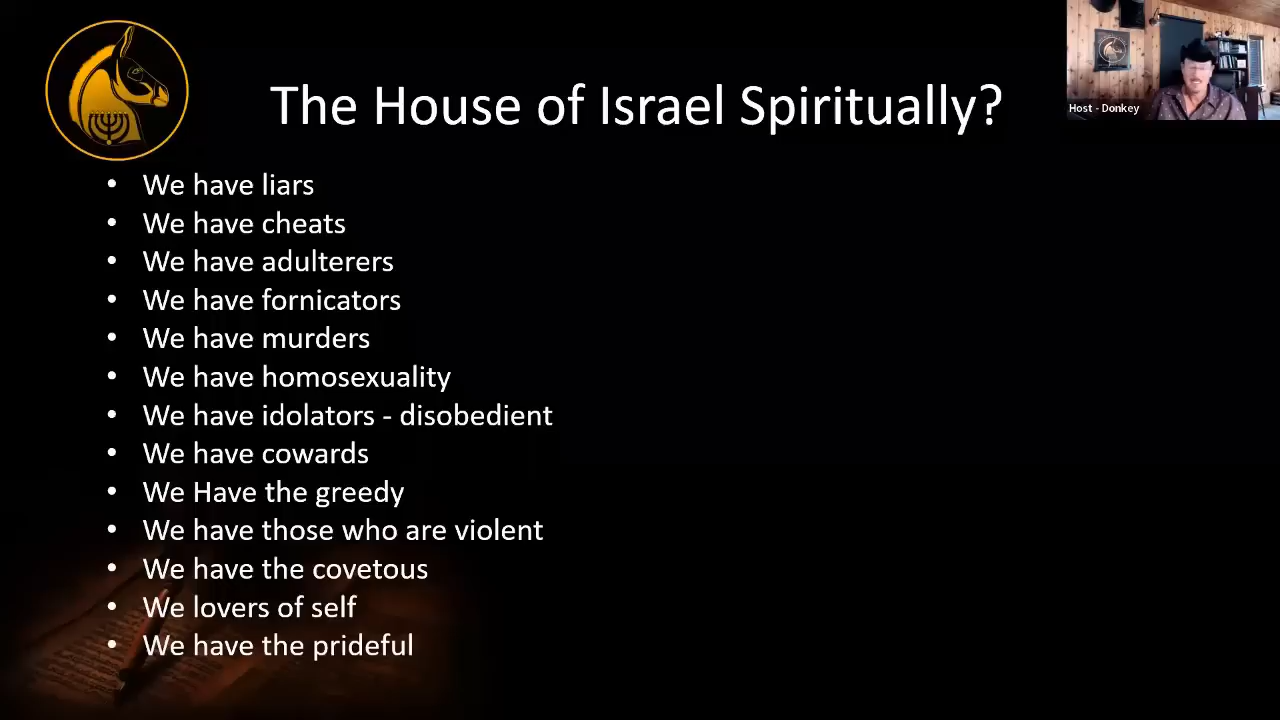 The House of Israel Spiritually?
Host - Donkey
• We have liars
• We have cheats
• We have adulterers
• We have fornicators
• We have murders
• We have homosexuality
• We have idolators - disobedient
• We have cowards
• We Have the greedy
• We have those who are violent
• We have the covetous
• We lovers of self
• We have the prideful